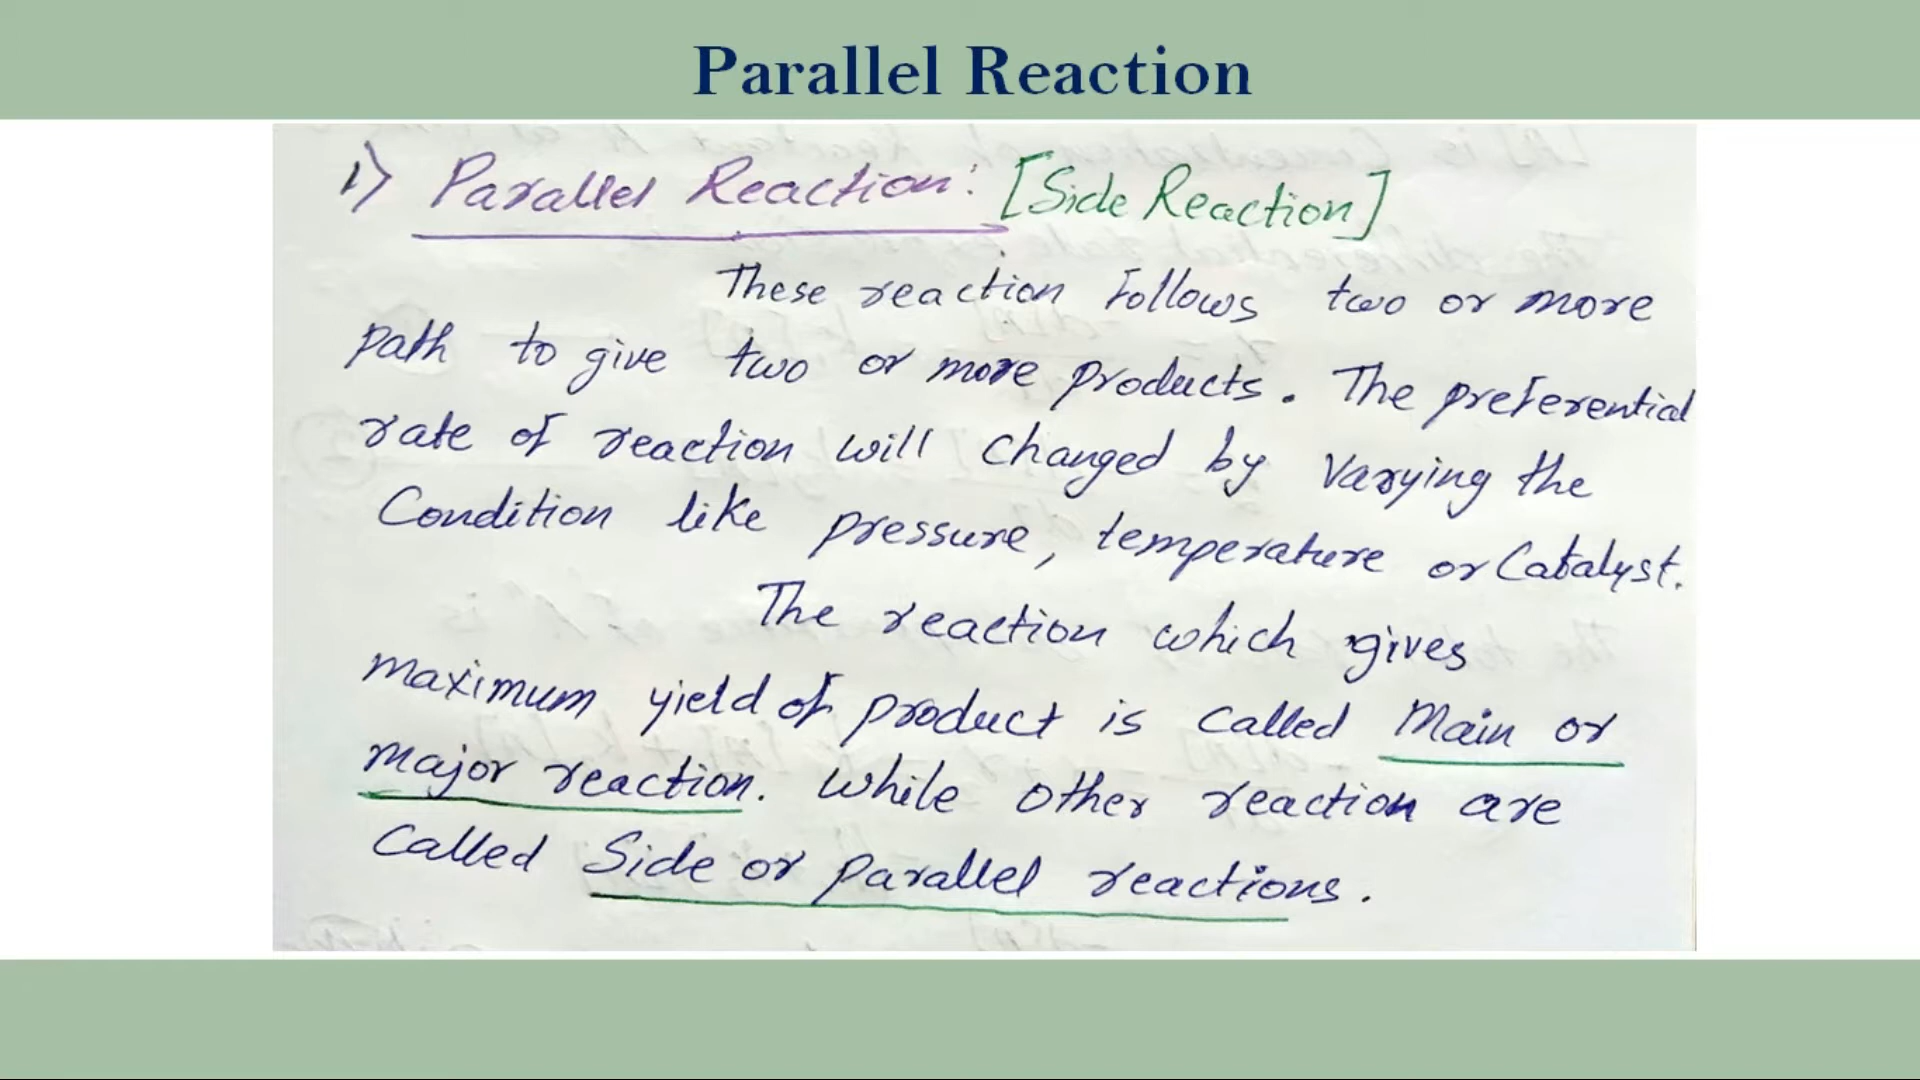 Parallel Reaction
1) Parallel Reaction: [Side Reaction]
These reaction follows two or more
path to give two or more products. The preferential
rate of reaction will changed by varying the
Condition like pressure, temperature or Catalyst.
The reaction which gives
maximum yield of product is called Main or
major reaction. While other reaction are
called Side or parallel reactions.